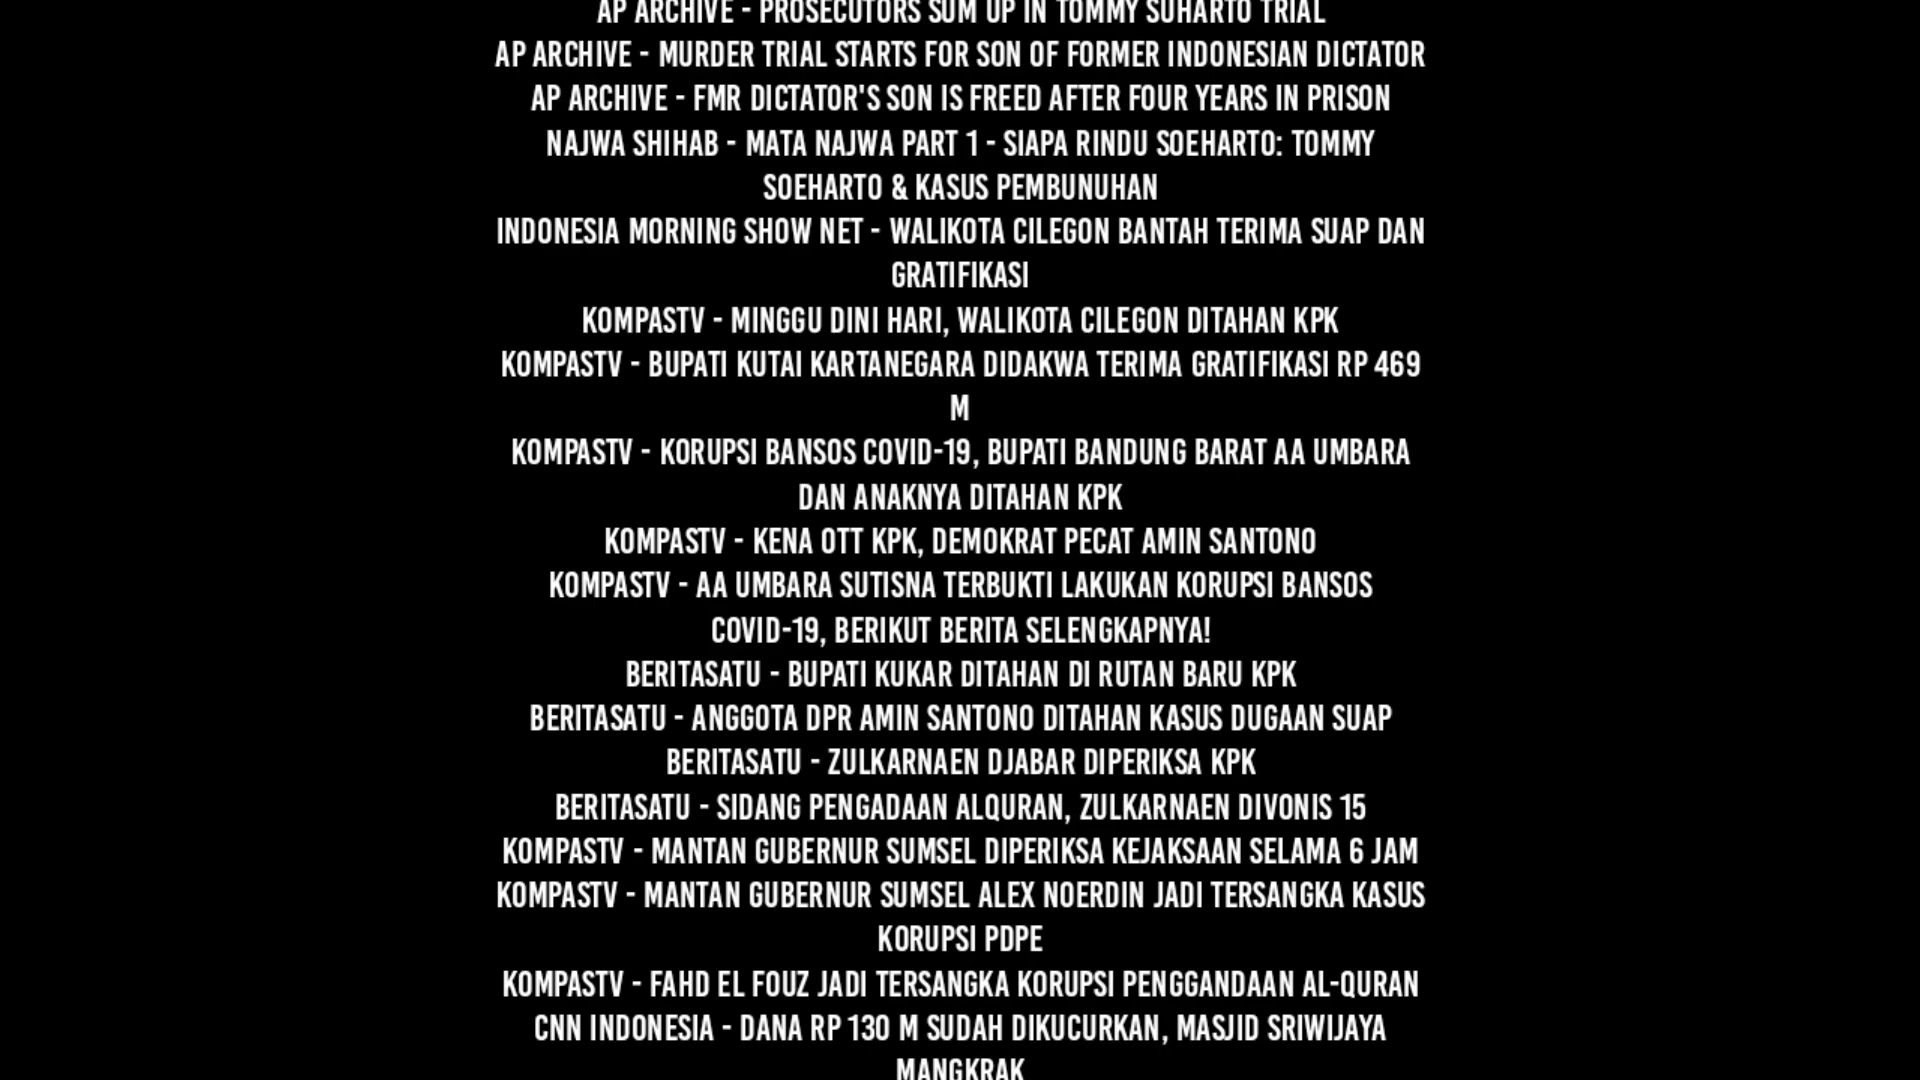 AP ARCHIVE - PROSECUTORS SUM UP IN TOMMY SUHARTO TRIAL
AP ARCHIVE - MURDER TRIAL STARTS FOR SON OF FORMER INDONESIAN DICTATOR
AP ARCHIVE - FMR DICTATOR'S SON IS FREED AFTER FOUR YEARS IN PRISON
NAJWA SHIHAB - MATA NAJWA PART 1 - SIAPA RINDU SOEHARTO: TOMMY
SOEHARTO & KASUS PEMBUNUHAN
INDONESIA MORNING SHOW NET - WALIKOTA CILEGON BANTAH TERIMA SUAP DAN
GRATIFIKASI
KOMPASTV - MINGGU DINI HARI, WALIKOTA CILEGON DITAHAN KPK
KOMPASTV - BUPATI KUTAI KARTANEGARA DIDAKWA TERIMA GRATIFIKASI RP 469
M
KOMPASTV - KORUPSI BANSOS COVID-19, BUPATI BANDUNG BARAT AA UMBARA
DAN ANAKNYA DITAHAN KPK
KOMPASTV - KENA OTT KPK, DEMOKRAT PECAT AMIN SANTONO
KOMPASTV - AA UMBARA SUTISNA TERBUKTI LAKUKAN KORUPSI BANSOS
COVID-19, BERIKUT BERITA SELENGKAPNYA!
BERITASATU - BUPATI KUKAR DITAHAN DI RUTAN BARU KPK
BERITASATU - ANGGOTA DPR AMIN SANTONO DITAHAN KASUS DUGAAN SUAP
BERITASATU - ZULKARNAEN DJABAR DIPERIKSA KPK
BERITASATU - SIDANG PENGADAAN ALQURAN, ZULKARNAEN DIVONIS 15
KOMPASTV - MANTAN GUBERNUR SUMSEL DIPERIKSA KEJAKSAAN SELAMA 6 JAM
KOMPASTV - MANTAN GUBERNUR SUMSEL ALEX NOERDIN JADI TERSANGKA KASUS
KORUPSI PDPE
KOMPASTV - FAHD EL FOUZ JADI TERSANGKA KORUPSI PENGGANDAAN AL-QURAN
CNN INDONESIA - DANA RP 130 M SUDAH DIKUCURKAN, MASJID SRIWIJAYA
MANGKRAK